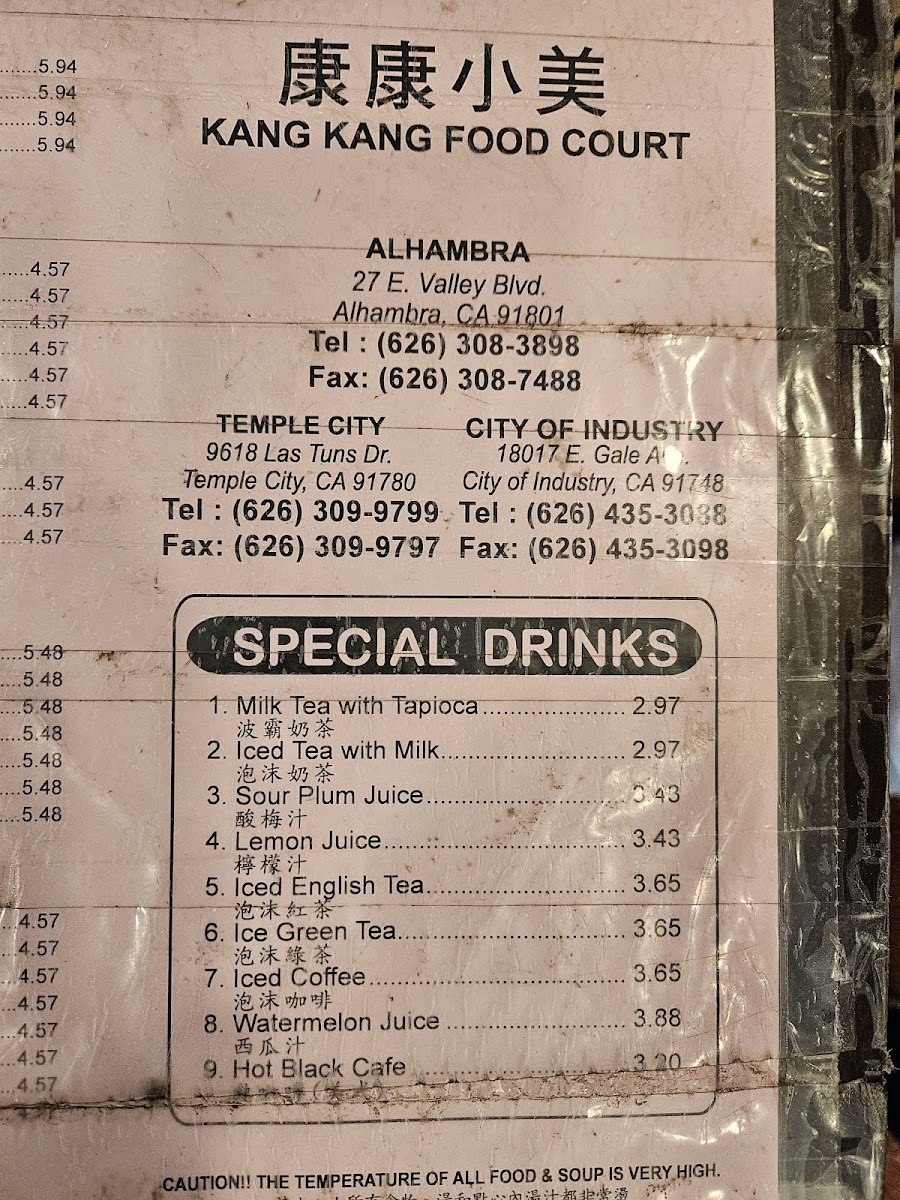 .......5.94
.......5.94
.......5.94
.......5.94
......4.57
......4.57
......4.57
......4.57
......4.57
......4.57
.....4.57
.....4.57
.....4.57
.....5.48
.....5.48
.....5.48
.....5.48
.....5.48
.....5.48
.....5.48
...4.57
...4.57
...4.57
...4.57
...4.57
...4.57
...4.57
康康小美
KANG KANG FOOD COURT
ALHAMBRA
27 E. Valley Blvd.
Alhambra, CA 91801
Tel : (626) 308-3898
Fax: (626) 308-7488
TEMPLE CITY
9618 Las Tuns Dr.
Temple City, CA 91780
Tel : (626) 309-9799
Fax: (626) 309-9797
CITY OF INDUSTRY
18017 E. Gale
City of Industry, CA 91748
Tel : (626) 435-3088
Fax: (626) 435-3098
SPECIAL DRINKS
1. Milk Tea with Tapioca...................... 2.97
波霸奶茶
2. Iced Tea with Milk............................ 2.97
泡沫奶茶
3. Sour Plum Juice.............................. 3.43
酸梅汁
4. Lemon Juice..................................... 3.43
檸檬汁
5. Iced English Tea.............................. 3.65
泡沫紅茶
6. Ice Green Tea.................................. 3.65
泡沫綠茶
7. Iced Coffee...................................... 3.65
泡沫咖啡
8. Watermelon Juice ........................... 3.88
西瓜汁
9. Hot Black Cafe ................................ 3.20
CAUTION!! THE TEMPERATURE OF ALL FOOD & SOUP IS VERY HIGH.